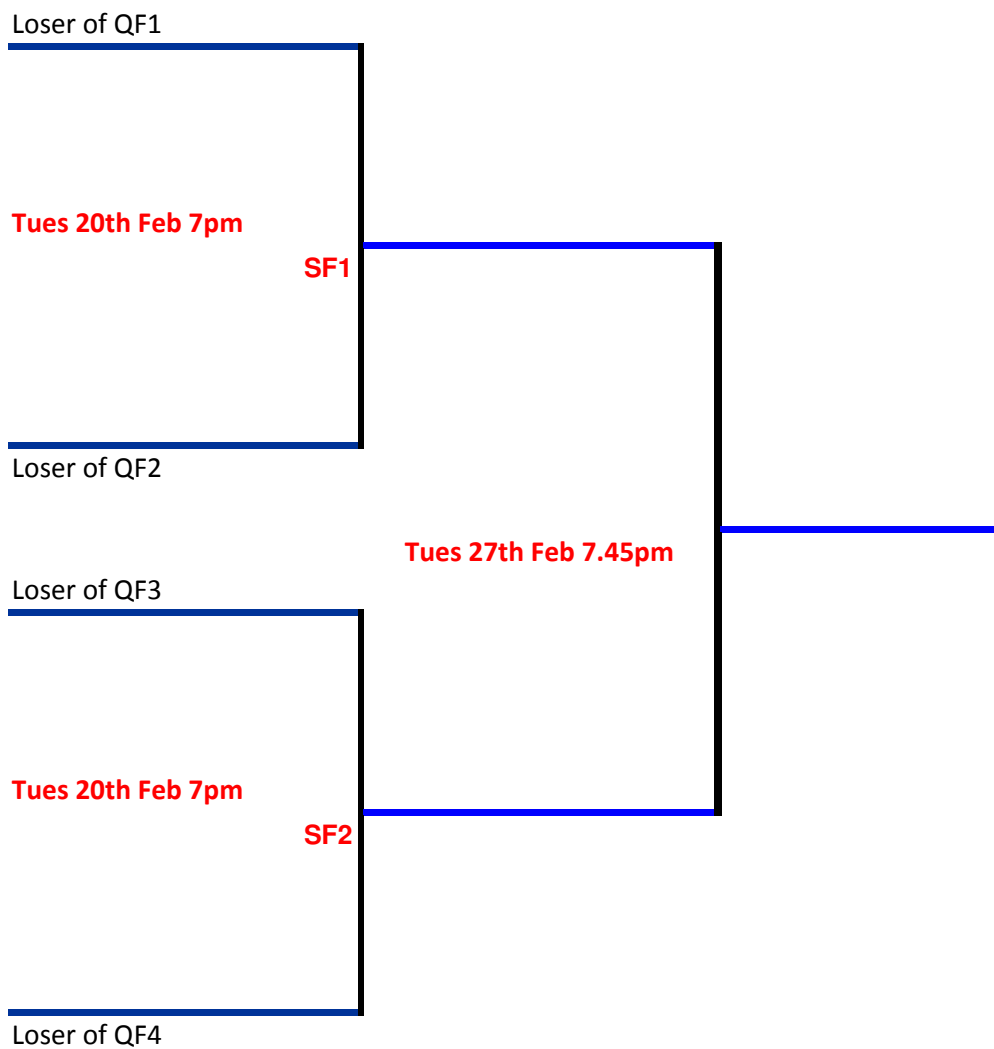 Loser of QF1
Tues 20th Feb 7pm
SF1
Loser of QF2
Tues 27th Feb 7.45pm
Loser of QF3
Tues 20th Feb 7pm
SF2
Loser of QF4